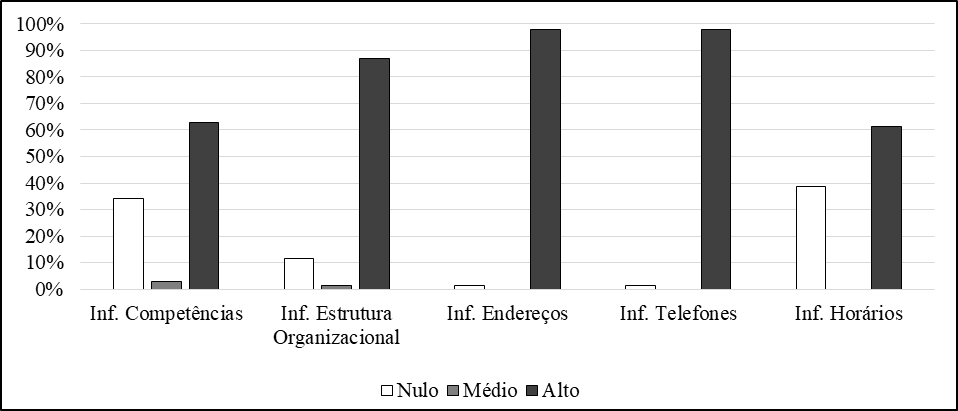 100%
90%
80%
70%
60%
50%
40%
30%
20%
10%
0%
Inf. Competências
Inf. Estrutura
Organizacional
Inf. Endereços
Inf. Telefones
Inf. Horários
Nulo
Médio
Alto